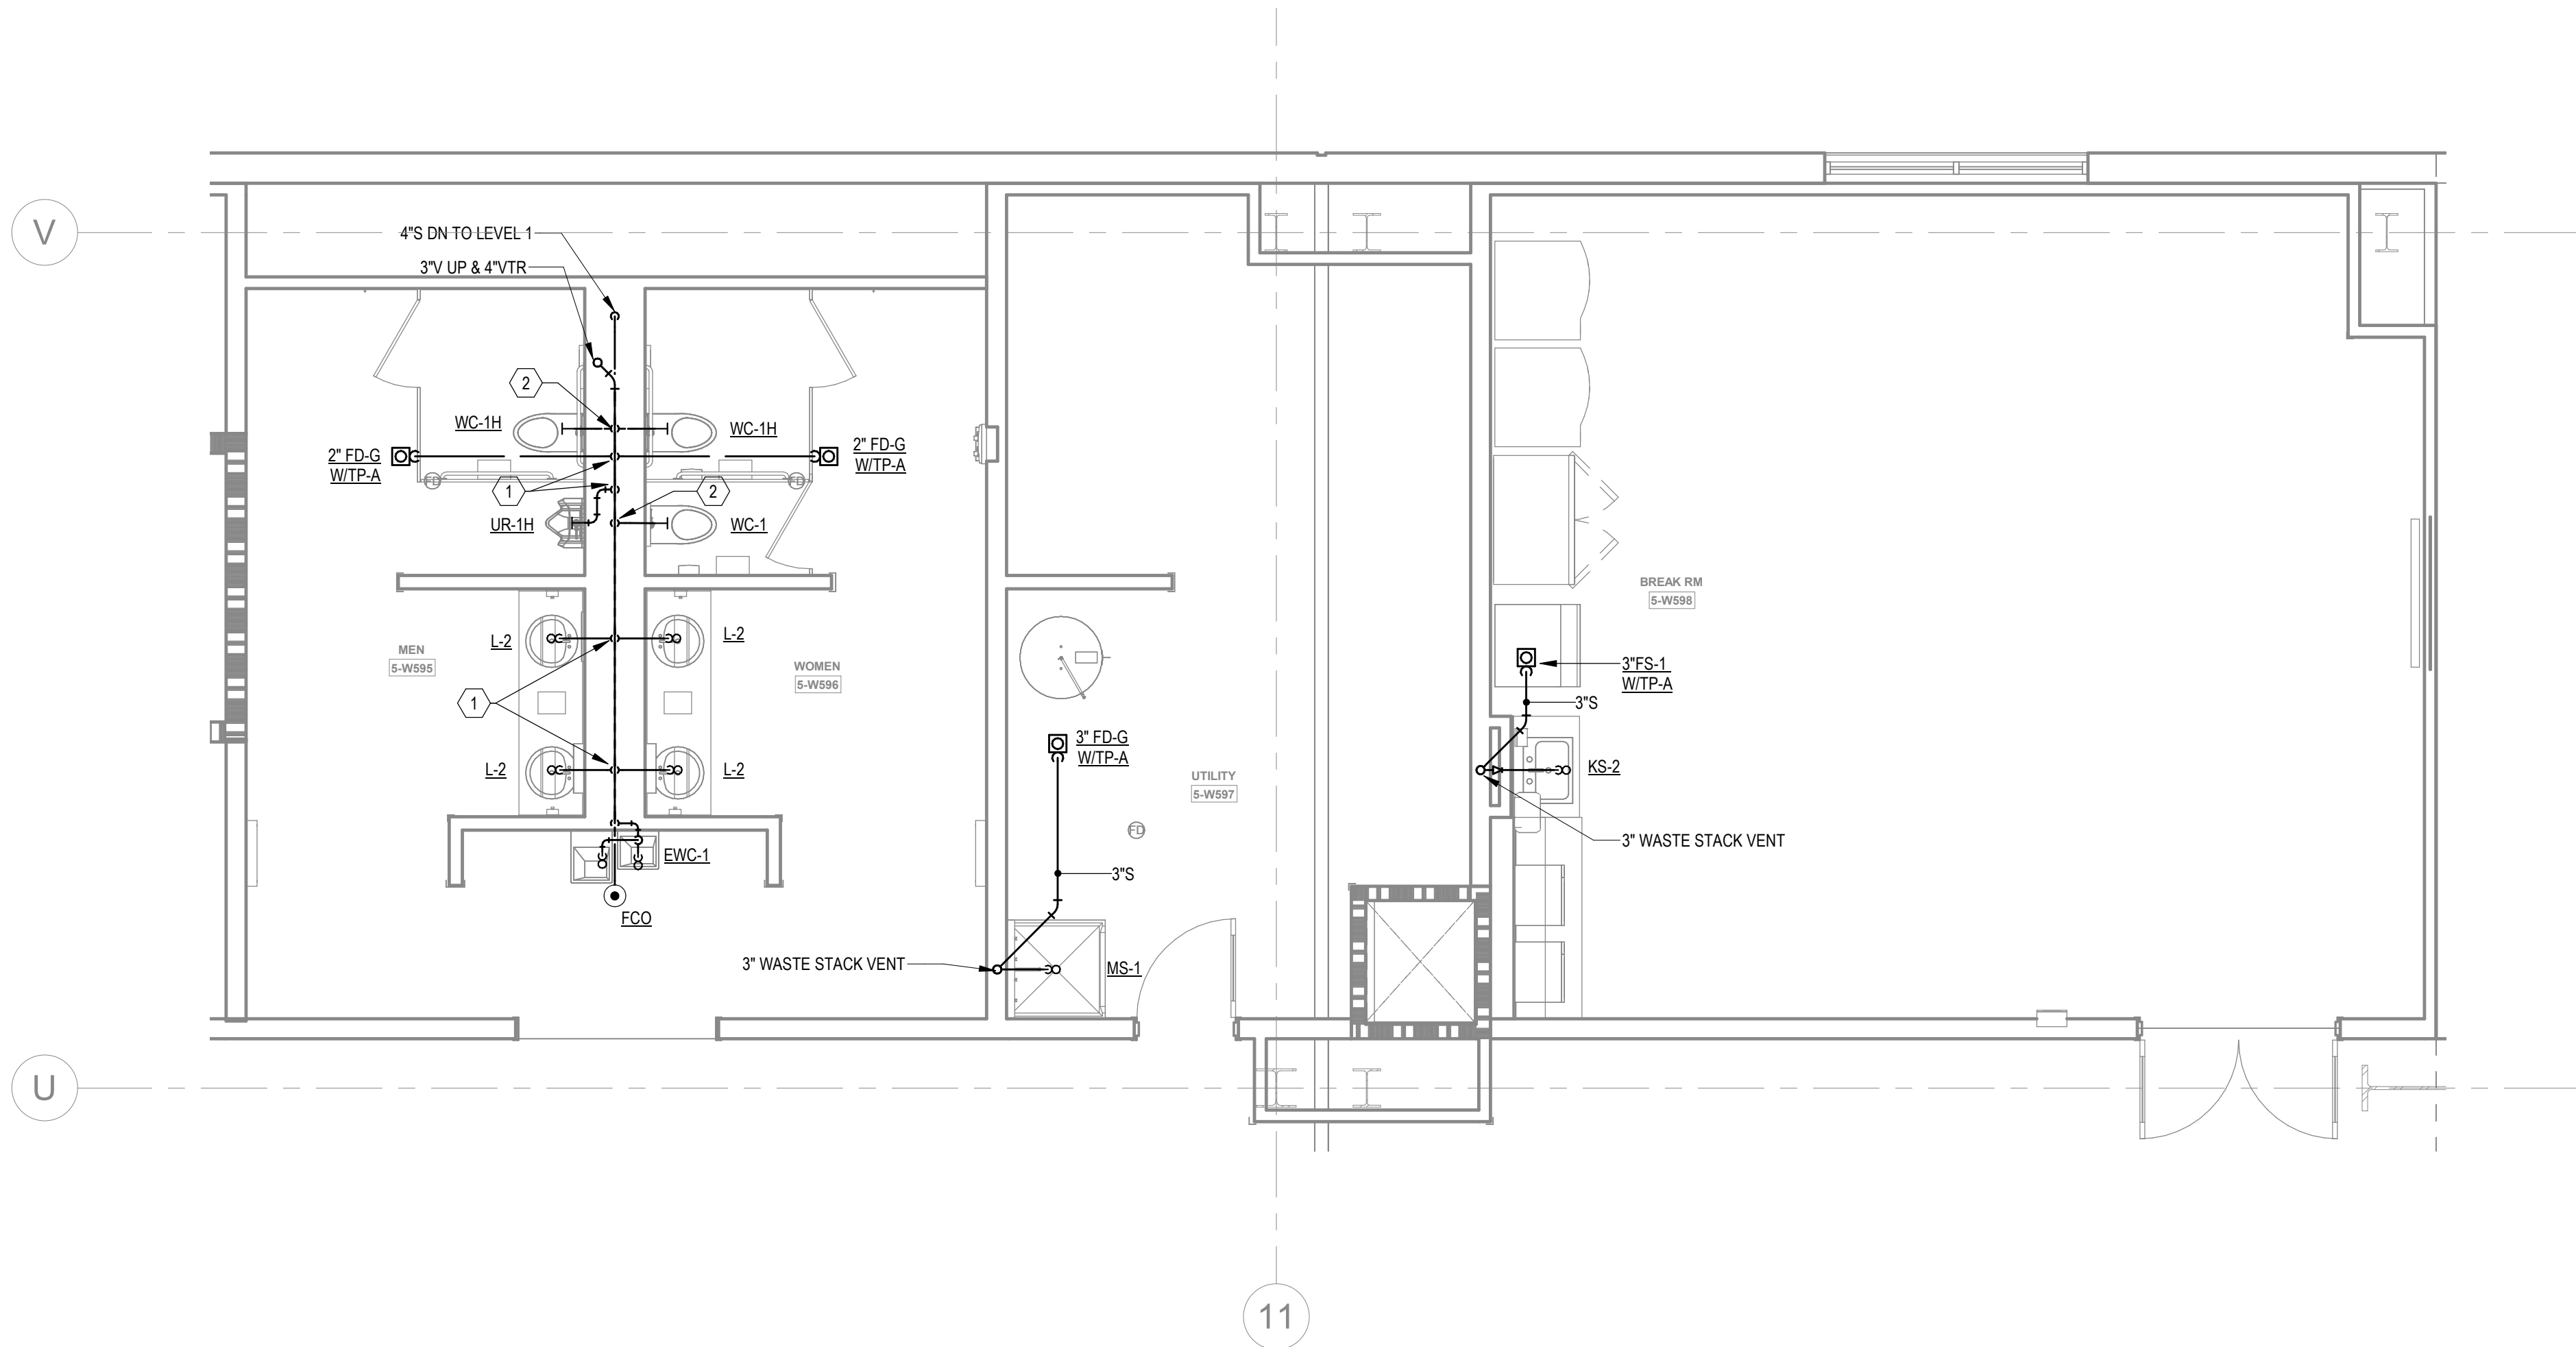 V
4"S DN TO LEVEL 1
3"V UP & 4"VTR
2
WC-1H
WC-1H
2" FD-G
W/TP-A
2" FD-G
W/TP-A
FD
FD
1
2
UR-1H
WC-1
BREAK RM
5-W598
L-2
L-2
MEN
5-W595
WOMEN
5-W596
3"FS-1
W/TP-A
1
3"S
3" FD-G
W/TP-A
L-2
L-2
UTILITY
5-W597
KS-2
FD
3" WASTE STACK VENT
EWC-1
3"S
FCO
3" WASTE STACK VENT
MS-1
U
11